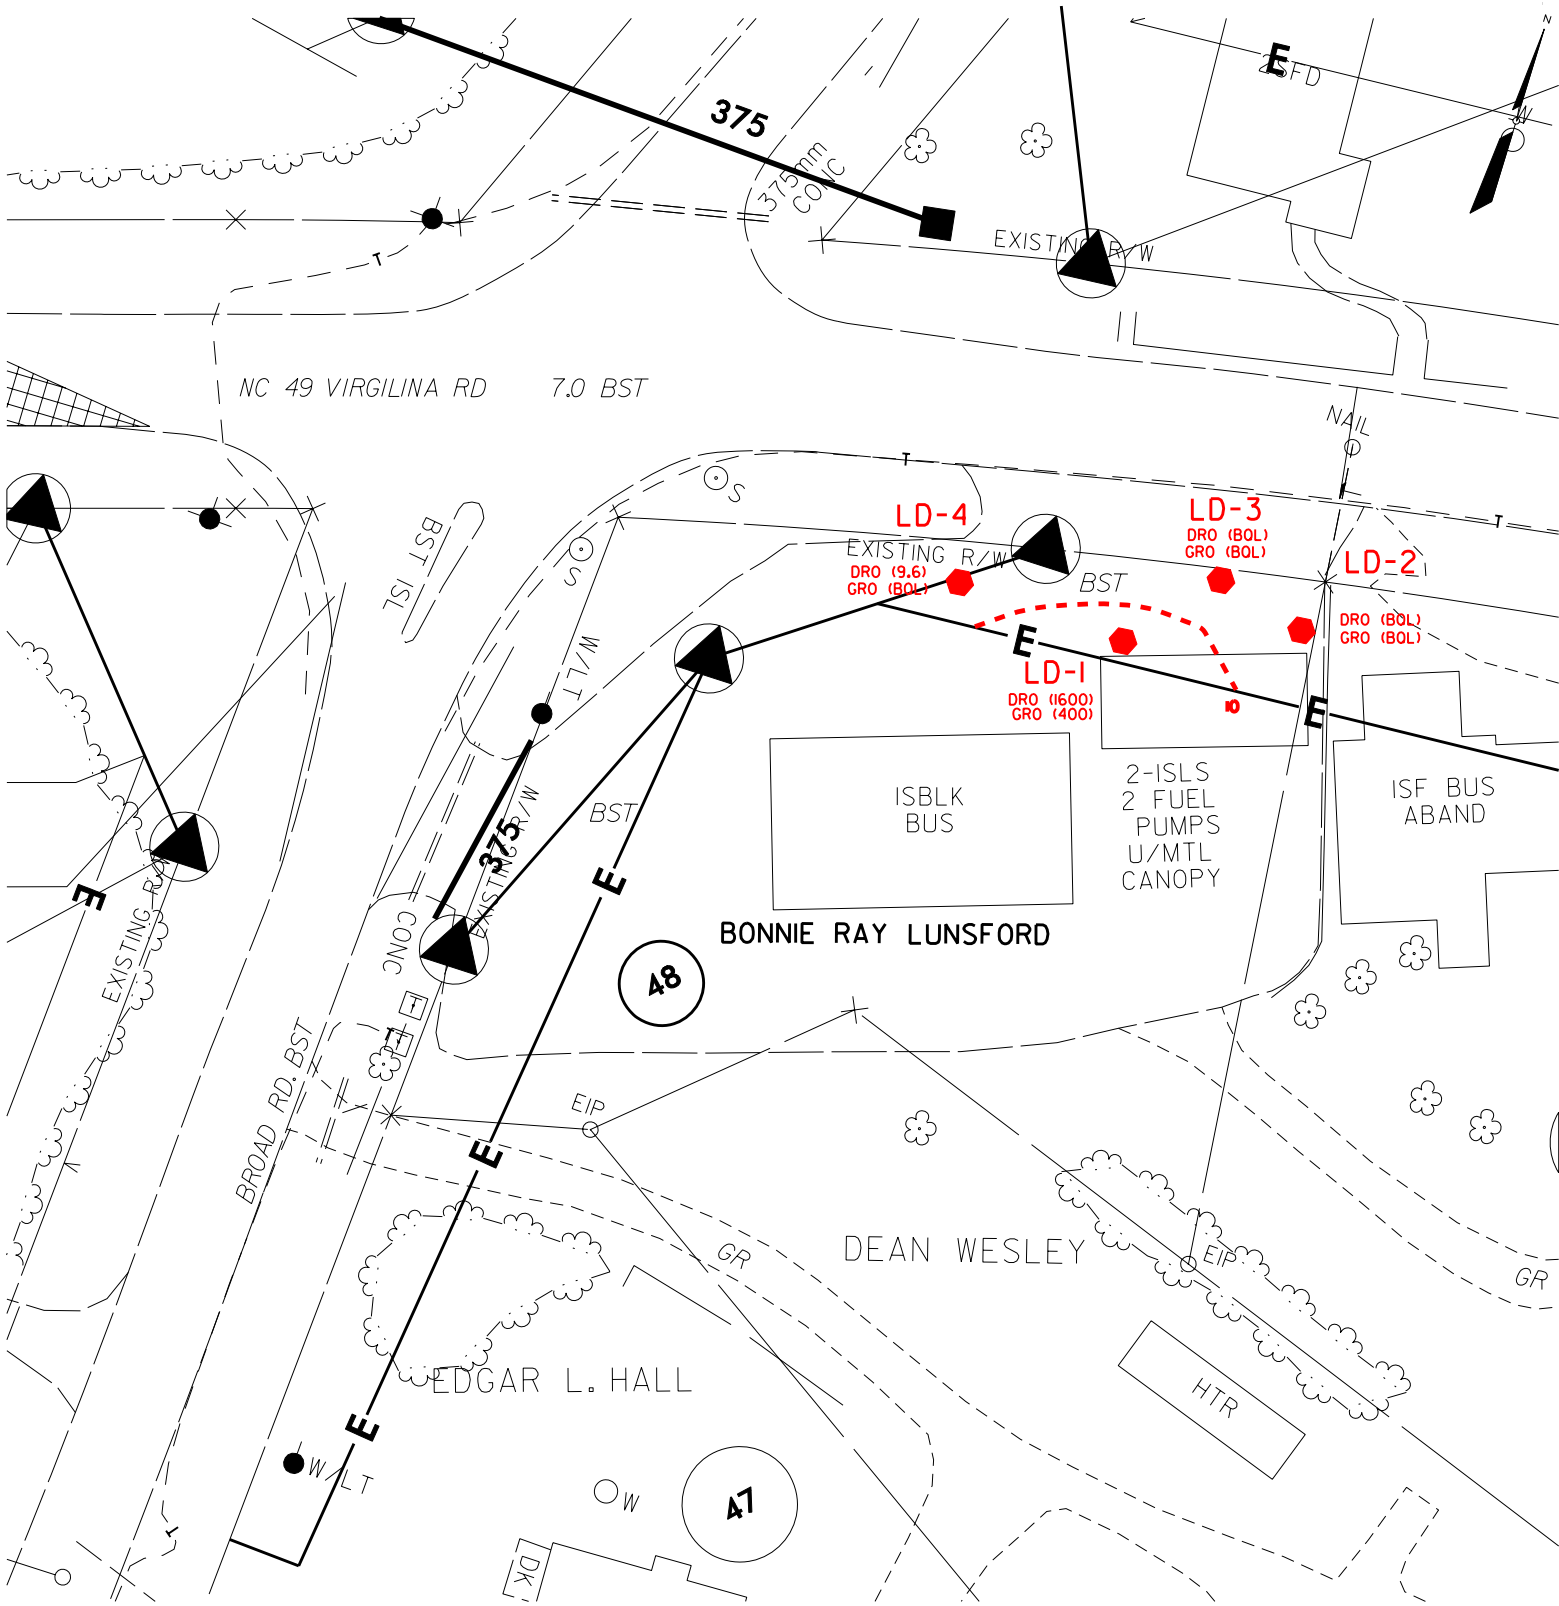 N
E
2SFD
W
375
375mm
CONC
EXISTING R/W
T
NC 49 VIRGILINA RD
7.0 BST
NAIL
T
S
S
T
BST ISL
LD-4
LD-3
DRO (BOL)
GRO (BOL)
EXISTING R/W
DRO (9.6)
GRO (BOL)
LD-2
BST
DRO (BOL)
GRO (BOL)
E
LD-1
DRO (1600)
GRO (400)
10
E
W/LT
EXISTING R/W
375
BST
E
ISBLK
BUS
2-ISLS
2 FUEL
PUMPS
U/MTL
CANOPY
ISF BUS
ABAND
E
EXISTING R/W
CONC
BONNIE RAY LUNSFORD
48
T
T
T
BROAD RD. BST
EIP
E
GR
DEAN WESLEY
EIP
GR
EDGAR L. HALL
HTR
E
W/LT
W
47
T
DK